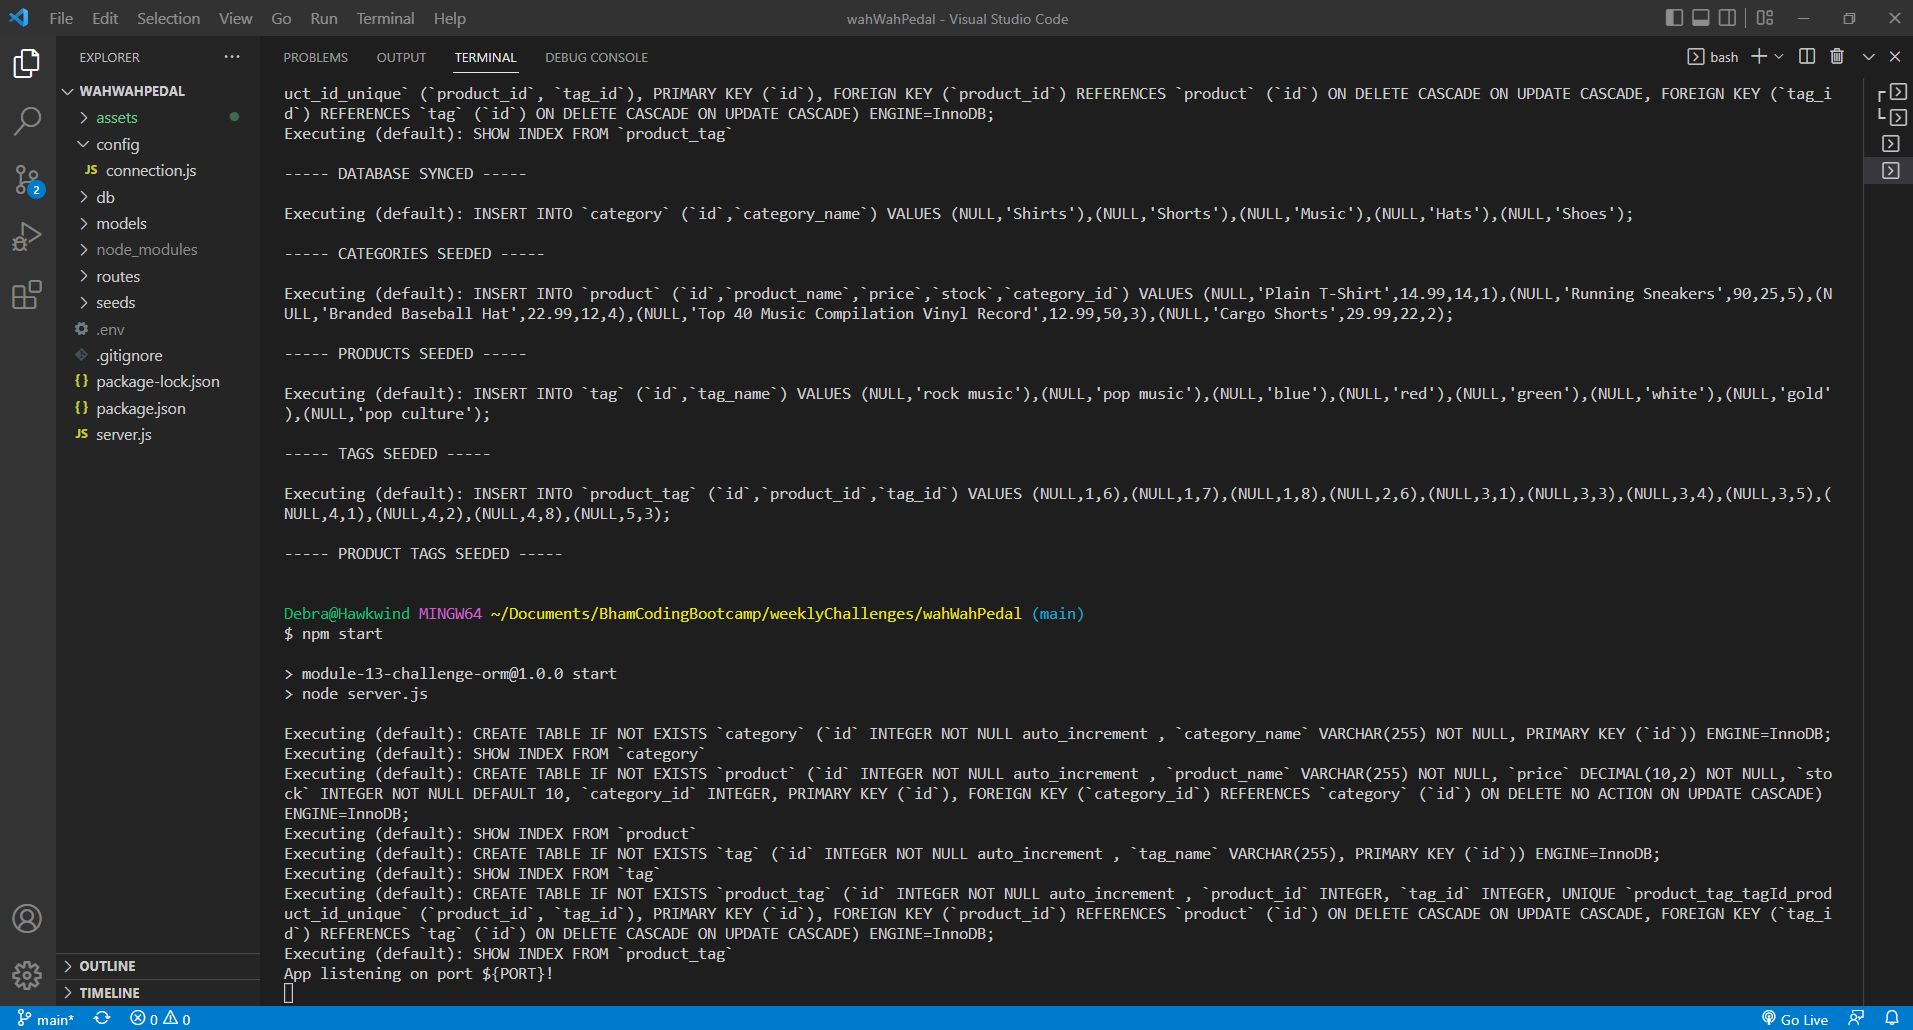 File Edit Selection View Go Run Terminal Help
wahWahPedal - Visual Studio Code
EXPLORER
WAHWAHPEDAL
assets
config
JS connection.js
db
models
node_modules
routes
seeds
.env
.gitignore
{} package-lock.json
{} package.json
JS server.js
OUTLINE
TIMELINE
2
PROBLEMS OUTPUT TERMINAL DEBUG CONSOLE
bash
uct_id_unique` (`product_id`, `tag_id`), PRIMARY KEY (`id`), FOREIGN KEY (`product_id`) REFERENCES `product` (`id`) ON DELETE CASCADE ON UPDATE CASCADE, FOREIGN KEY (`tag_i
d`) REFERENCES `tag` (`id`) ON DELETE CASCADE ON UPDATE CASCADE) ENGINE=InnoDB;
Executing (default): SHOW INDEX FROM `product_tag`
----- DATABASE SYNCED -----
Executing (default): INSERT INTO `category` (`id`,`category_name`) VALUES (NULL,'Shirts'),(NULL,'Shorts'),(NULL,'Music'),(NULL,'Hats'),(NULL,'Shoes');
----- CATEGORIES SEEDED -----
Executing (default): INSERT INTO `product` (`id`,`product_name`,`price`,`stock`,`category_id`) VALUES (NULL,'Plain T-Shirt',14.99,14,1),(NULL,'Running Sneakers',90,25,5),(N
ULL,'Branded Baseball Hat',22.99,12,4),(NULL,'Top 40 Music Compilation Vinyl Record',12.99,50,3),(NULL,'Cargo Shorts',29.99,22,2);
----- PRODUCTS SEEDED -----
Executing (default): INSERT INTO `tag` (`id`,`tag_name`) VALUES (NULL,'rock music'),(NULL,'pop music'),(NULL,'blue'),(NULL,'red'),(NULL,'green'),(NULL,'white'),(NULL,'gold'
),(NULL,'pop culture');
----- TAGS SEEDED -----
Executing (default): INSERT INTO `product_tag` (`id`,`product_id`,`tag_id`) VALUES (NULL,1,6),(NULL,1,7),(NULL,1,8),(NULL,2,6),(NULL,3,1),(NULL,3,3),(NULL,3,4),(NULL,3,5),(
NULL,4,1),(NULL,4,2),(NULL,4,8),(NULL,5,3);
----- PRODUCT TAGS SEEDED -----
Debra@Hawkwind MINGW64 ~/Documents/BhamCodingBootcamp/weeklyChallenges/wahWahPedal (main)
$ npm start
> module-13-challenge-orm@1.0.0 start
> node server.js
Executing (default): CREATE TABLE IF NOT EXISTS `category` (`id` INTEGER NOT NULL auto_increment , `category_name` VARCHAR(255) NOT NULL, PRIMARY KEY (`id`)) ENGINE=InnoDB;
Executing (default): SHOW INDEX FROM `category`
Executing (default): CREATE TABLE IF NOT EXISTS `product` (`id` INTEGER NOT NULL auto_increment , `product_name` VARCHAR(255) NOT NULL, `price` DECIMAL(10,2) NOT NULL, `sto
ck` INTEGER NOT NULL DEFAULT 10, `category_id` INTEGER, PRIMARY KEY (`id`), FOREIGN KEY (`category_id`) REFERENCES `category` (`id`) ON DELETE NO ACTION ON UPDATE CASCADE)
ENGINE=InnoDB;
Executing (default): SHOW INDEX FROM `product`
Executing (default): CREATE TABLE IF NOT EXISTS `tag` (`id` INTEGER NOT NULL auto_increment , `tag_name` VARCHAR(255), PRIMARY KEY (`id`)) ENGINE=InnoDB;
Executing (default): SHOW INDEX FROM `tag`
Executing (default): CREATE TABLE IF NOT EXISTS `product_tag` (`id` INTEGER NOT NULL auto_increment , `product_id` INTEGER, `tag_id` INTEGER, UNIQUE `product_tag_tagId_prod
uct_id_unique` (`product_id`, `tag_id`), PRIMARY KEY (`id`), FOREIGN KEY (`product_id`) REFERENCES `product` (`id`) ON DELETE CASCADE ON UPDATE CASCADE, FOREIGN KEY (`tag_i
d`) REFERENCES `tag` (`id`) ON DELETE CASCADE ON UPDATE CASCADE) ENGINE=InnoDB;
Executing (default): SHOW INDEX FROM `product_tag`
App listening on port ${PORT}!
main* 0 0 Go Live